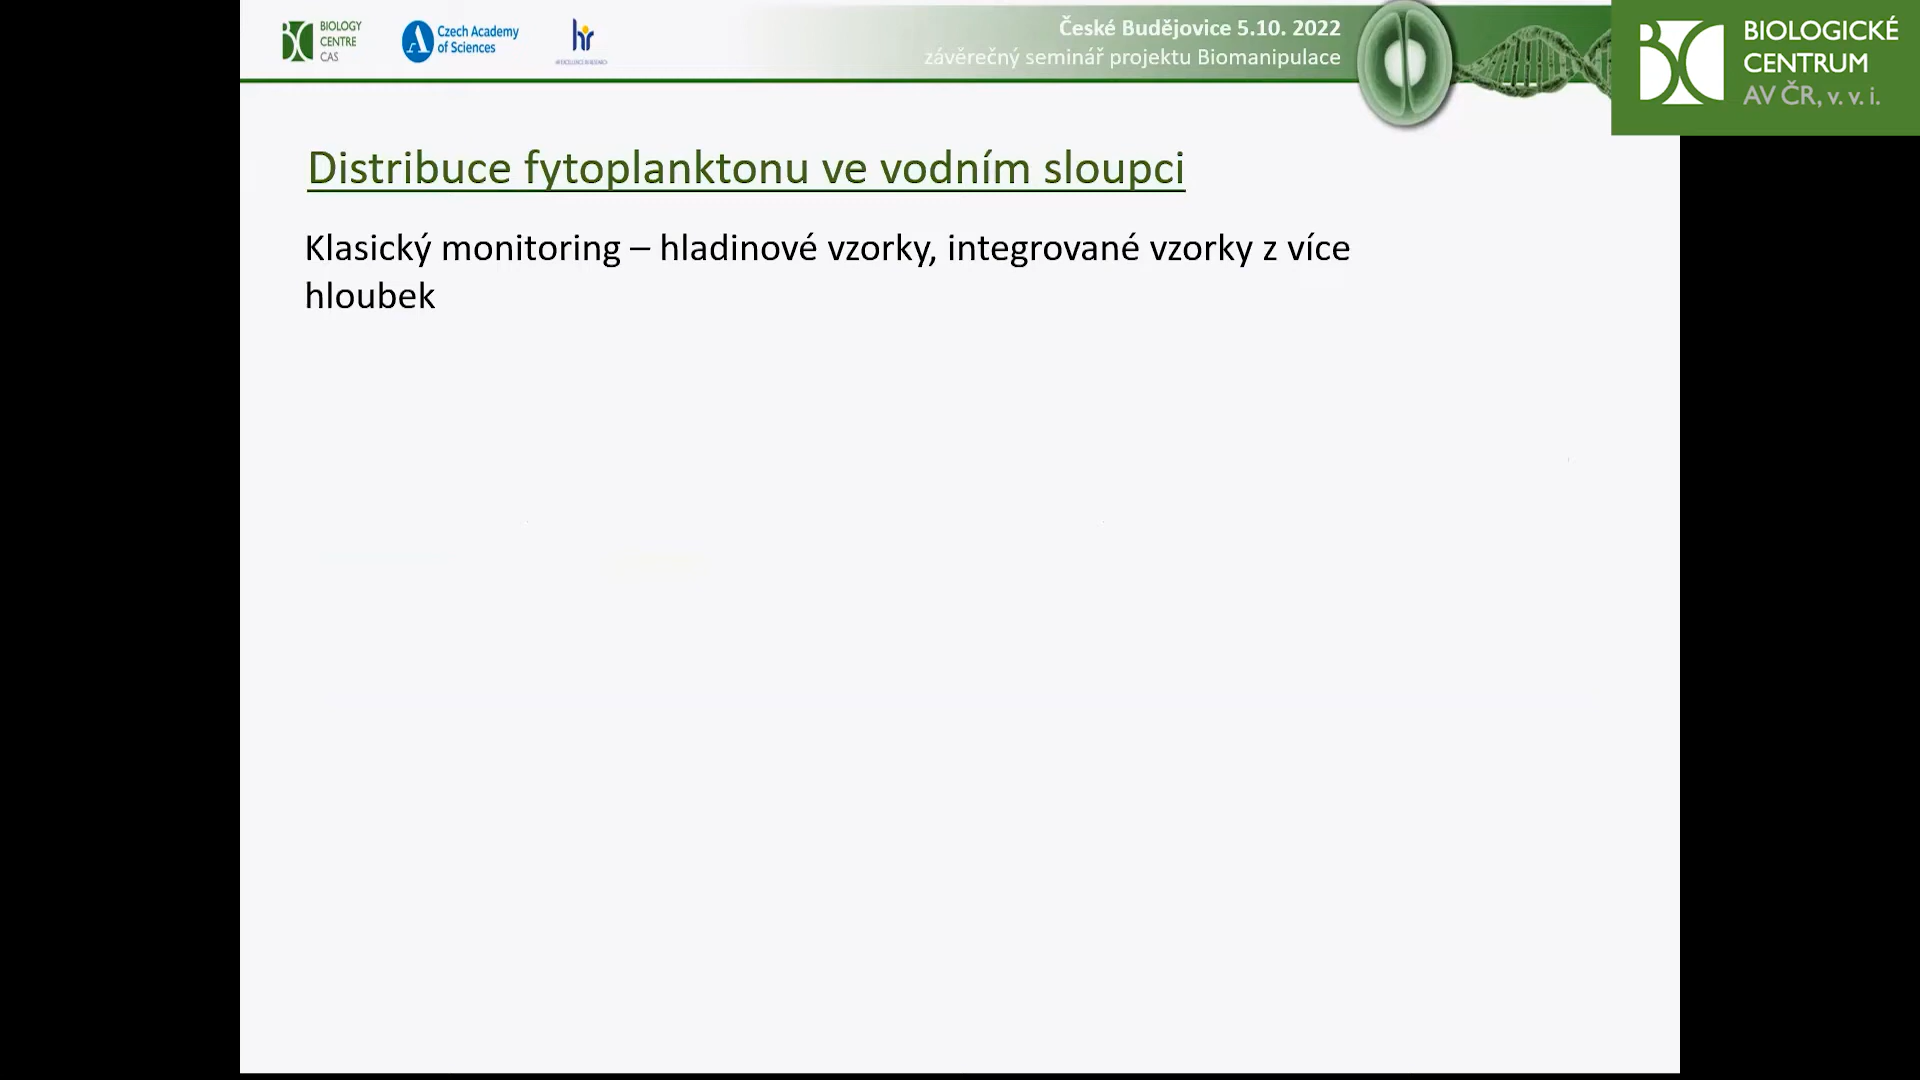 BIOLOGY
CENTRE
CAS
Czech Academy
of Sciences
hr
České Budějovice 5.10. 2022
závěrečný seminář projektu Biomanipulace
BIOLOGICKÉ
CENTRUM
AV ČR, v. v. i.
Distribuce fytoplanktonu ve vodním sloupci
Klasický monitoring – hladinové vzorky, integrované vzorky z více
hloubek